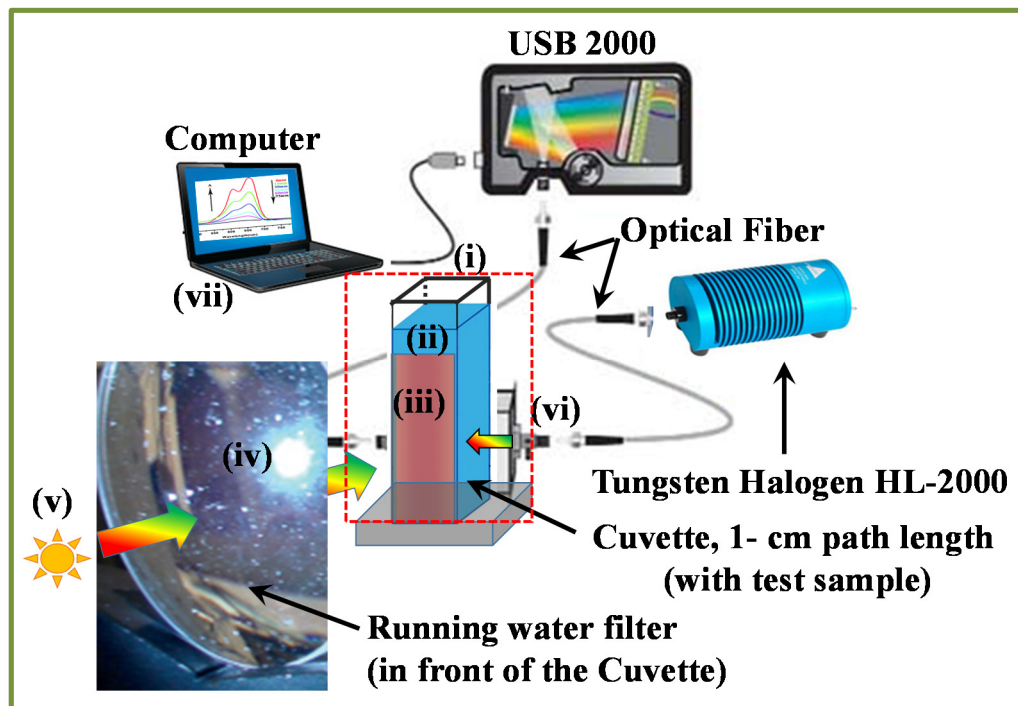 USB 2000
Computer
(i)
Optical Fiber
(vii)
(ii)
(iii)
(vi)
(iv)
Tungsten Halogen HL-2000
(v)
Cuvette, 1- cm path length
(with test sample)
Running water filter
(in front of the Cuvette)